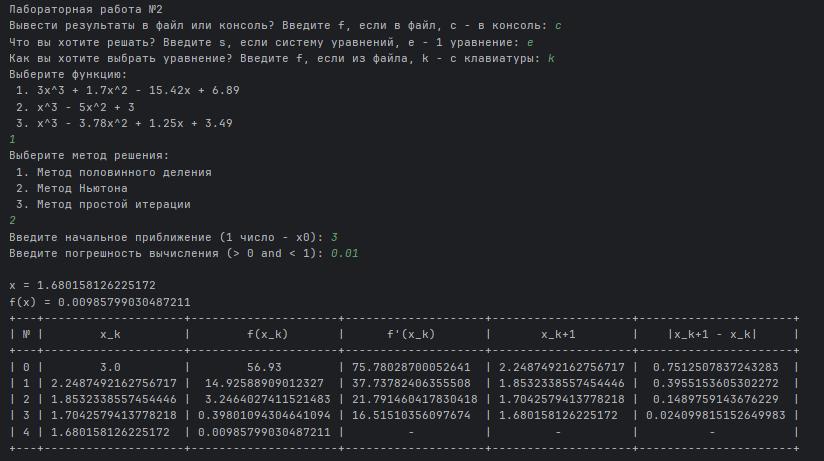 Лабораторная работа №2
Вывести результаты в файл или консоль? Введите f, если в файл, c - в консоль: c
Что вы хотите решать? Введите s, если систему уравнений, e - 1 уравнение: e
Как вы хотите выбрать уравнение? Введите f, если из файла, k - с клавиатуры: k
Выберите функцию:
 1. 3x^3 + 1.7x^2 - 15.42x + 6.89
 2. x^3 - 5x^2 + 3
 3. x^3 - 3.78x^2 + 1.25x + 3.49
1
Выберите метод решения:
 1. Метод половинного деления
 2. Метод Ньютона
 3. Метод простой итерации
2
Введите начальное приближение (1 число - x0): 3
Введите погрешность вычисления (> 0 and < 1): 0.01

x = 1.680158126225172
f(x) = 0.00985799030487211
+---+--------------------+---------------------+--------------------+--------------------+----------------------+
| № |        x_k         |       f(x_k)        |      f'(x_k)       |       x_k+1        |    |x_k+1 - x_k|     |
+---+--------------------+---------------------+--------------------+--------------------+----------------------+
| 0 |        3.0         |        56.93        | 75.78028700052641  | 2.2487492162756717 |  0.7512507837243283  |
| 1 | 2.2487492162756717 |  14.92588909012327  | 37.73782406355508  | 1.8532338557454446 |  0.3955153605302272  |
| 2 | 1.8532338557454446 |  3.2464027411521483 | 21.791460417830418 | 1.7042579413778218 |  0.1489759143676229  |
| 3 | 1.7042579413778218 | 0.39801094304641094 | 16.51510356097674  | 1.680158126225172  | 0.024099815152649983 |
| 4 | 1.680158126225172  | 0.00985799030487211 |         -          |         -          |          -           |
+---+--------------------+---------------------+--------------------+--------------------+----------------------+